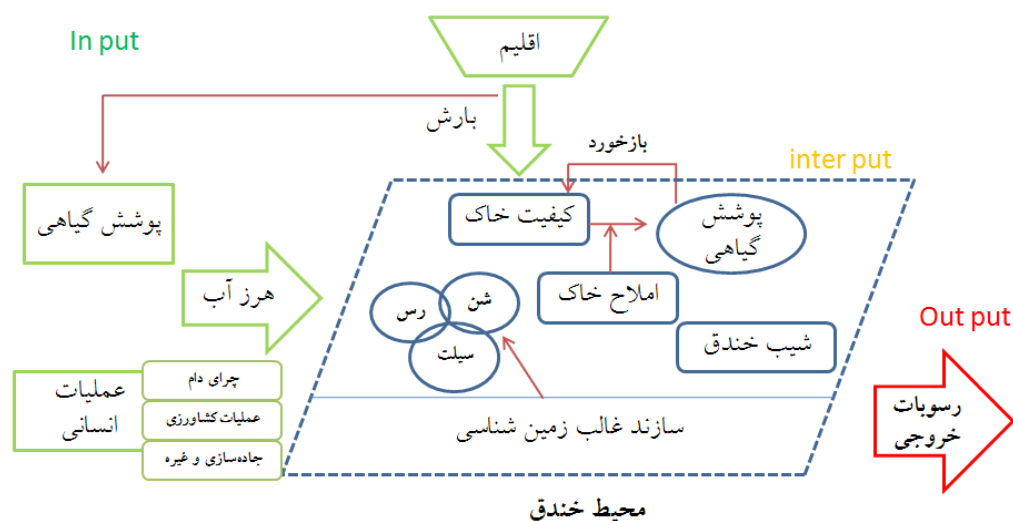 In put
اقلیم
بارش
بازخورد
inter put
پوشش گیاهی
کیفیت خاک
پوشش
گیاهی
هرز آب
املاح خاک
شن
رس
سیلت
شیب خندق
Out put
رسوبات
خروجی
عملیات
انسانی
چرای دام
عملیات کشاورزی
جاده‌سازی و غیره
سازند غالب زمین شناسی
محیط خندق